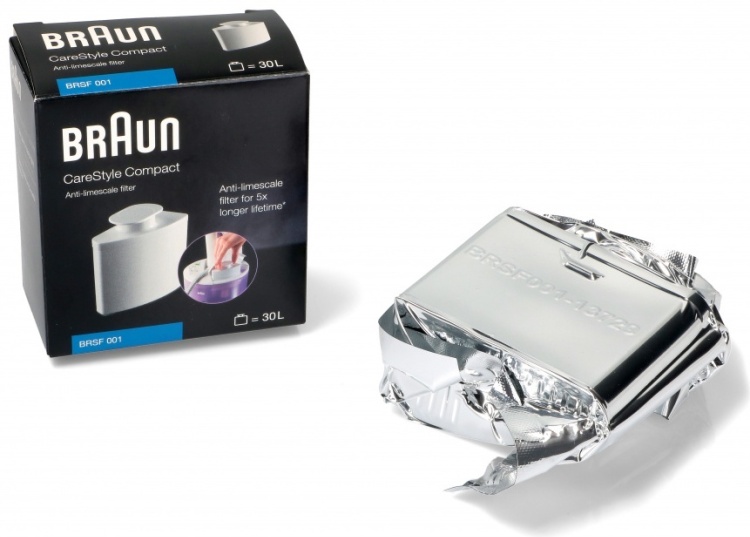 BRAUN
CareStyle Compact
Anti-limescale filter
BRSF 001
= 30L
BRAUN
CareStyle Compact
Anti-limescale filter
Anti-limescale
filter for 5x
longer lifetime*
BRSF 001
= 30L